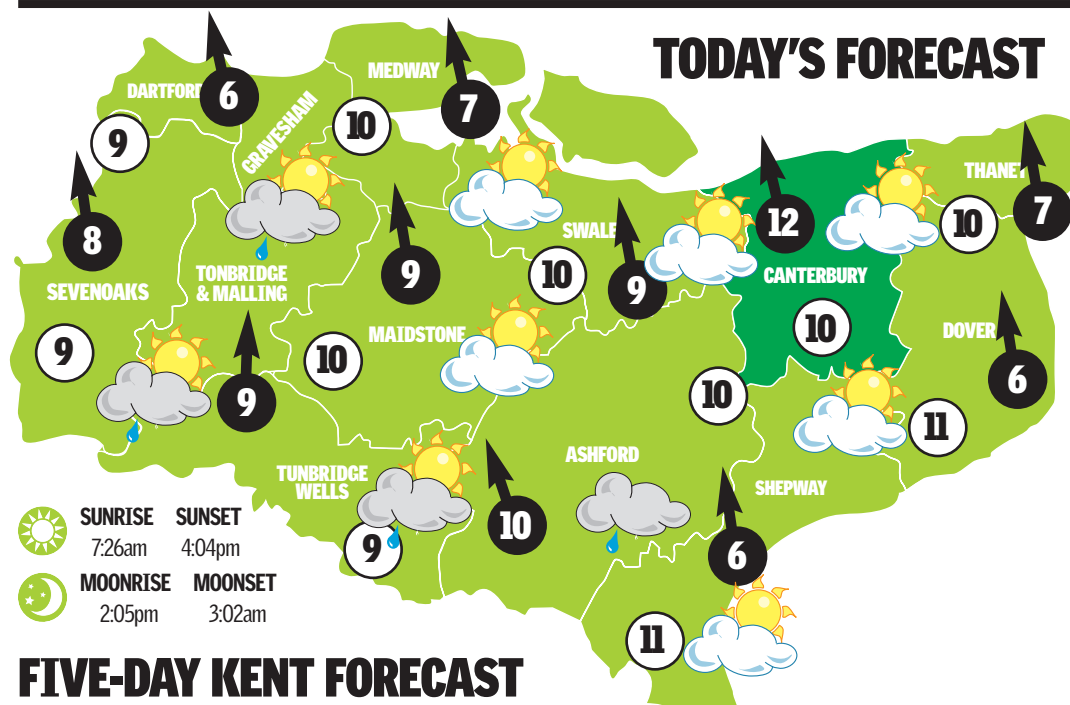 TODAY'S FORECAST
MEDWAY
DARTFORD
6
7
GRAVESHAM
10
9
THANET
12
7
10
8
SWALE
TONBRIDGE
& MALLING
9
10
9
CANTERBURY
SEVENOAKS
10
DOVER
MAIDSTONE
9
10
6
9
10
11
ASHFORD
TUNBRIDGE
WELLS
SHEPWAY
10
9
6
11
SUNRISE SUNSET
7:26am 4:04pm
MOONRISE MOONSET
2:05pm 3:02am
FIVE-DAY KENT FORECAST